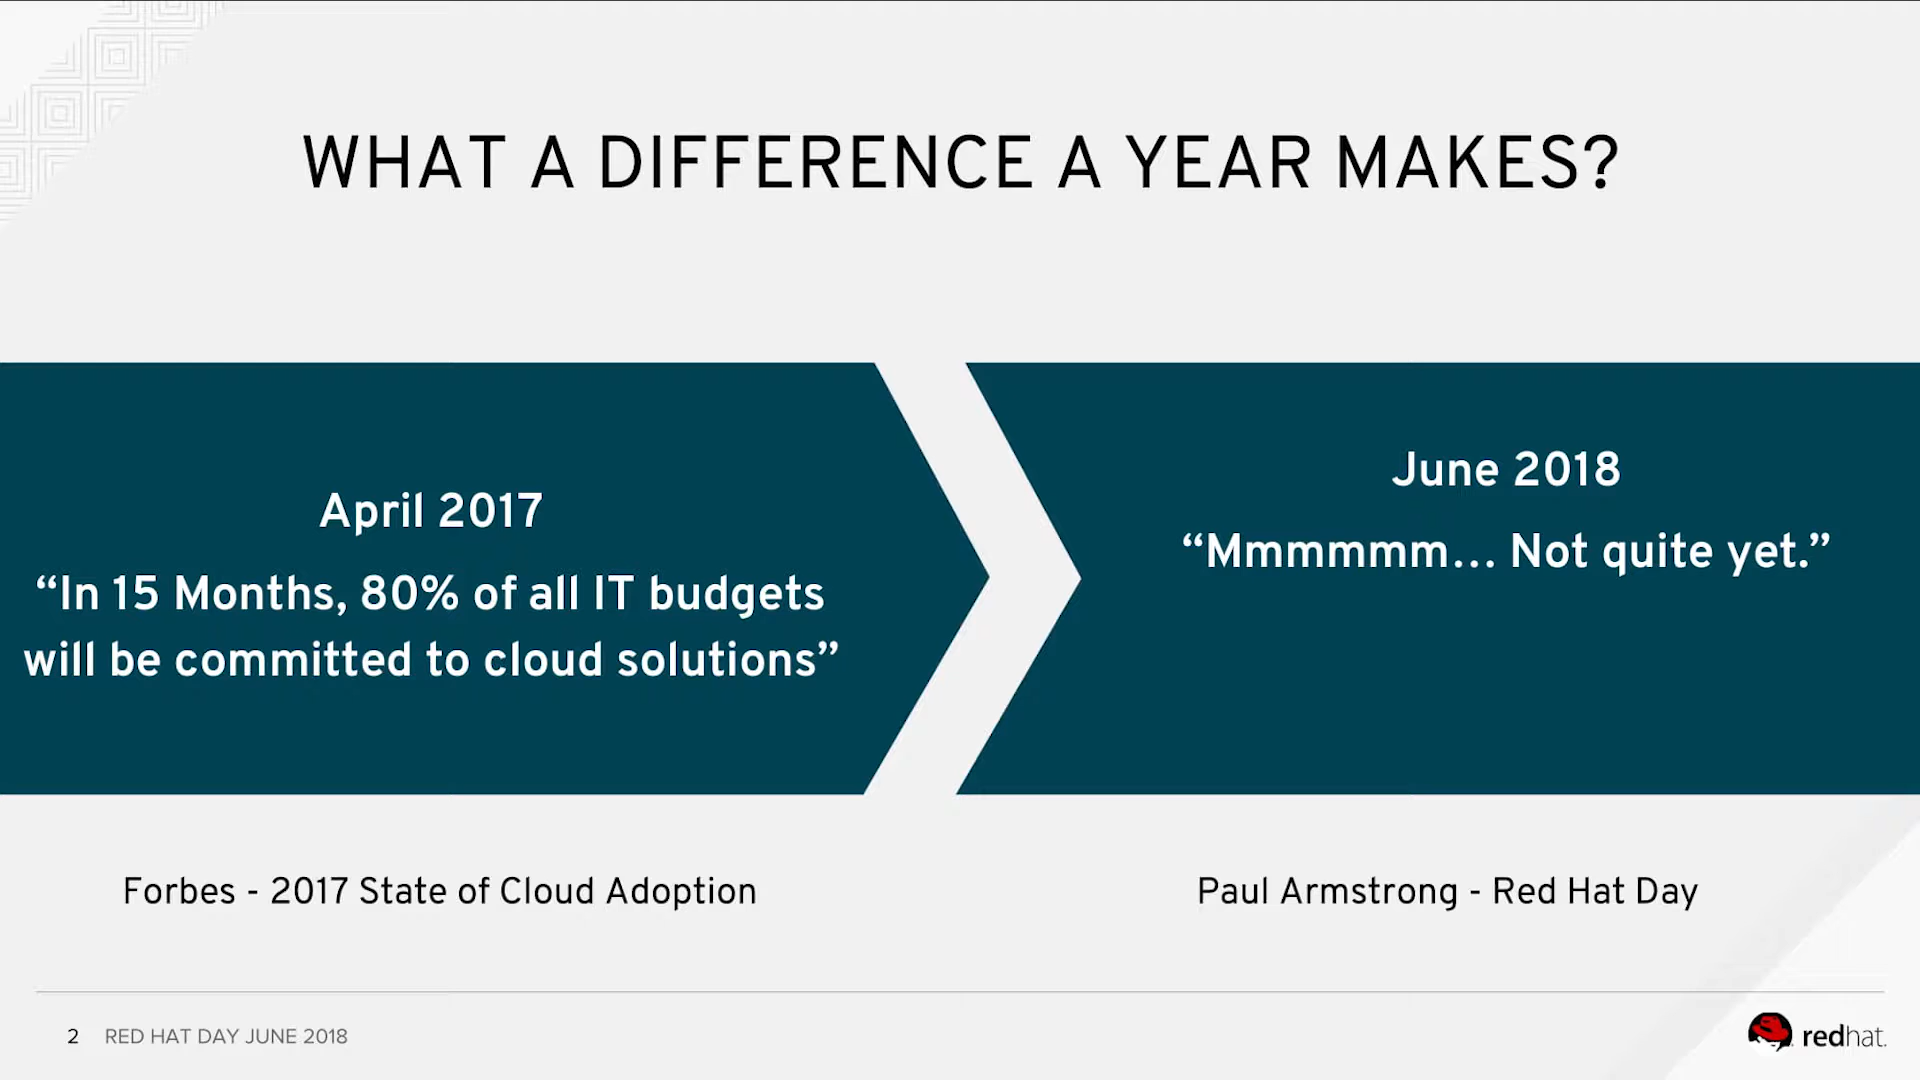 WHAT A DIFFERENCE A YEAR MAKES?
April 2017
“In 15 Months, 80% of all IT budgets
will be committed to cloud solutions”
June 2018
“Mmmmmm... Not quite yet.”
Forbes - 2017 State of Cloud Adoption
Paul Armstrong - Red Hat Day
2 RED HAT DAY JUNE 2018
redhat.